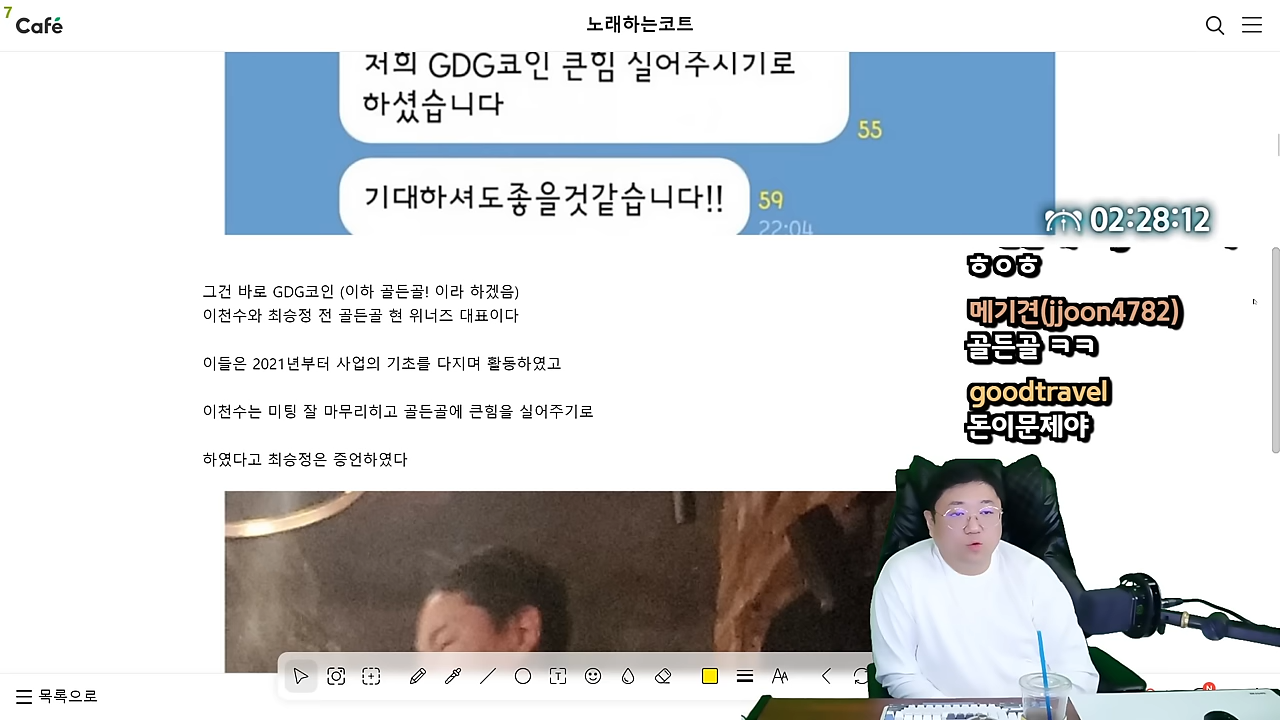 7
Café
노래하는코트
저희 GDG코인 큰힘 실어주시기로
하셨습니다
55
기대하셔도좋을것같습니다!!
59
22:04
02:28:12
ㅎㅇㅎ
메기견(jjoon4782)
골든골 ㅋㅋ
goodtravel
돈이문제야
그건 바로 GDG코인 (이하 골든골! 이라 하겠음)
이천수와 최승정 전 골든골 현 위너즈 대표이다
이들은 2021년부터 사업의 기초를 다지며 활동하였고
이천수는 미팅 잘 마무리히고 골든골에 큰힘을 실어주기로
하였다고 최승정은 증언하였다
목록으로
N